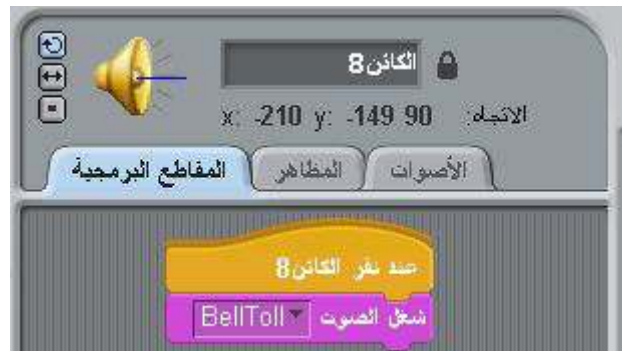 الكائن8
الاتجاه: x: -210 y: -149 90
الأصوات المظاهر المقاطع البرمجية
عند نقر الكائن8
شغل الصوت BellToll